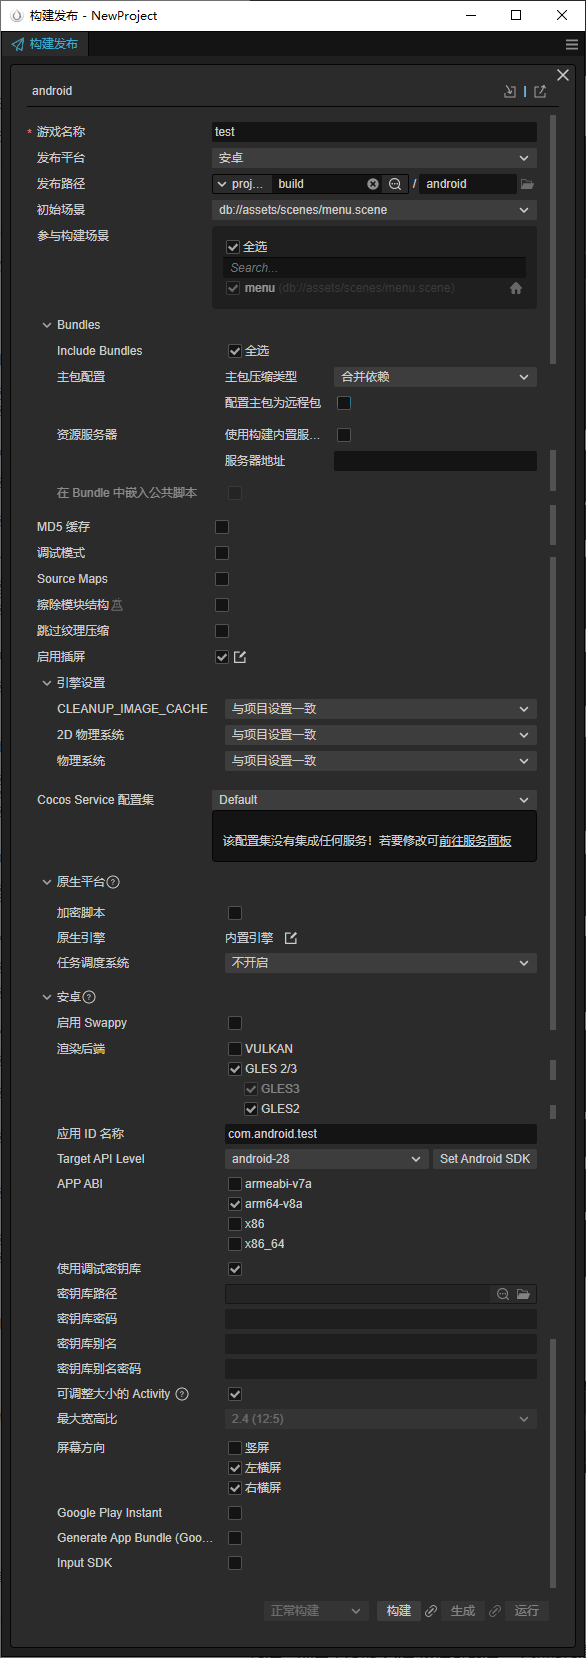 构建发布 - NewProject
构建发布
android
* 游戏名称 test
发布平台 安卓
发布路径 proj... build / android
初始场景 db://assets/scenes/menu.scene
参与构建场景
全选
Search...
menu (db://assets/scenes/menu.scene)
Bundles
Include Bundles 全选
主包配置 主包压缩类型 合并依赖
配置主包为远程包
资源服务器 使用构建内置服...
服务器地址
在 Bundle 中嵌入公共脚本
MD5 缓存
调试模式
Source Maps
擦除模块结构
跳过纹理压缩
启用插屏
引擎设置
CLEANUP_IMAGE_CACHE 与项目设置一致
2D 物理系统 与项目设置一致
物理系统 与项目设置一致
Cocos Service 配置集 Default
该配置集没有集成任何服务！若要修改可前往服务面板
原生平台
加密脚本
原生引擎 内置引擎
任务调度系统 不开启
安卓
启用 Swappy
渲染后端 VULKAN
GLES 2/3
GLES3
GLES2
应用 ID 名称 com.android.test
Target API Level android-28 Set Android SDK
APP ABI armeabi-v7a
arm64-v8a
x86
x86_64
使用调试密钥库
密钥库路径
密钥库密码
密钥库别名
密钥库别名密码
可调整大小的 Activity
最大宽高比 2.4 (12:5)
屏幕方向 竖屏
左横屏
右横屏
Google Play Instant
Generate App Bundle (Goo...
Input SDK
正常构建 构建 生成 运行